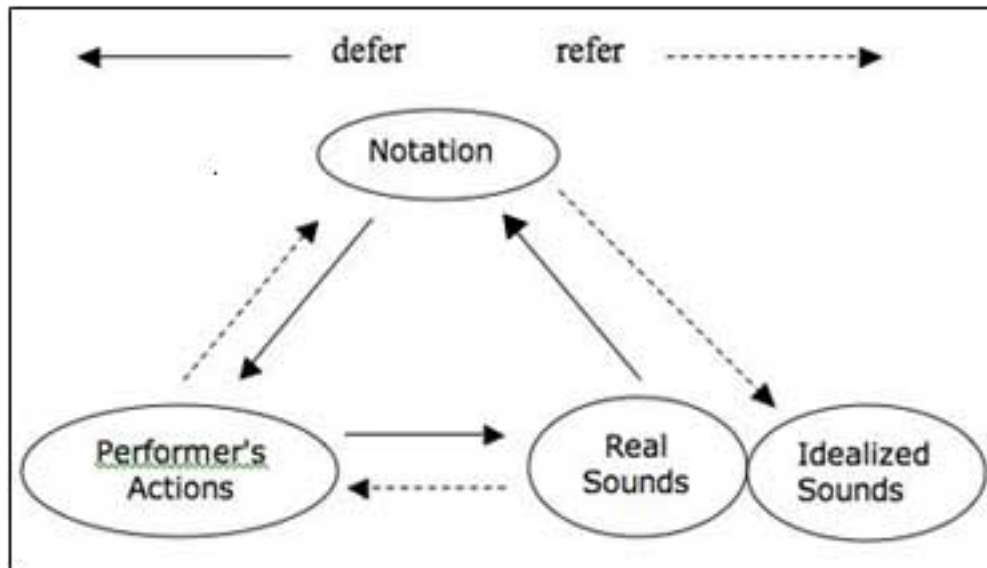 defer refer
Notation
Performer's
Actions
Real
Sounds
Idealized
Sounds